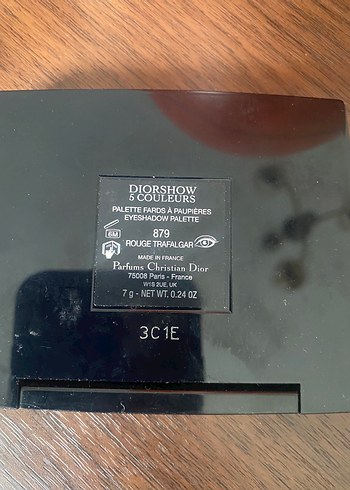 DIORSHOW
5 COULEURS
PALETTE FARDS À PAUPIÈRES
EYESHADOW PALETTE
6M
879
ROUGE TRAFALGAR
MADE IN FRANCE
Parfums Christian Dior
75008 Paris - France
W1S 2UE, UK
7 g - NET WT. 0.24 OZ
3C1E